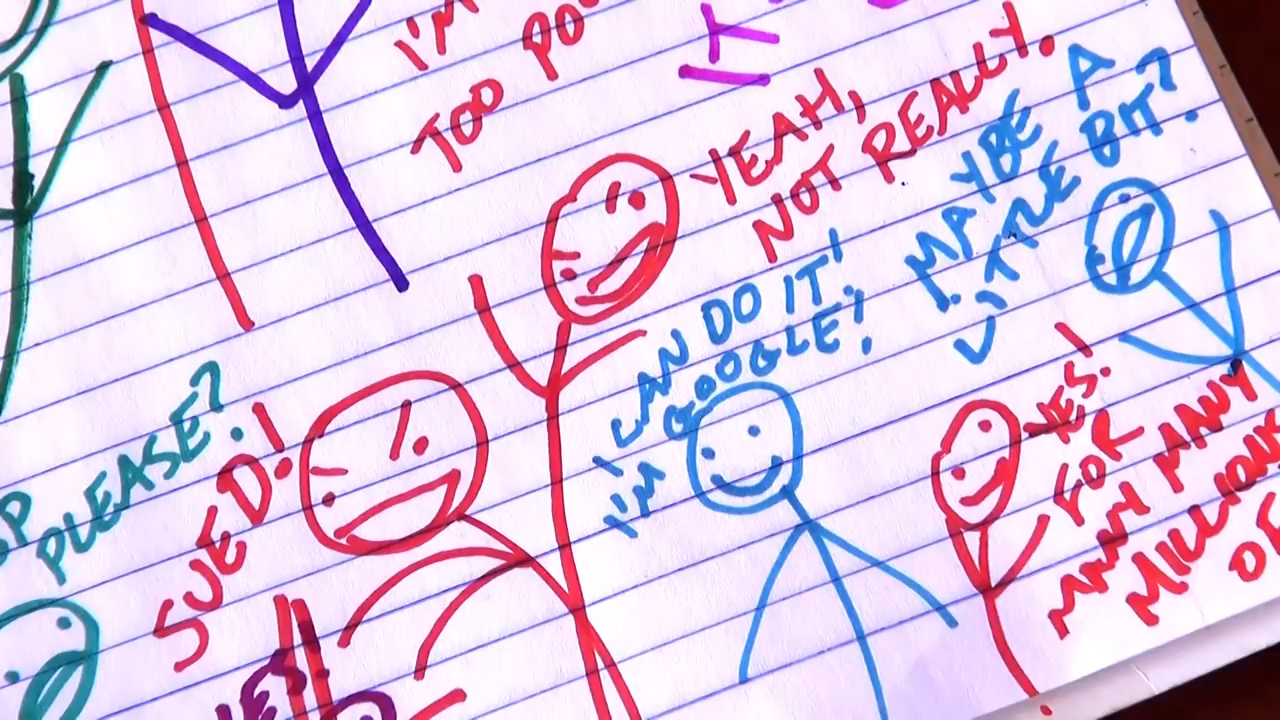 I'M
TOO
YEAH,
NOT REALLY.
MAYBE A
LITTLE BIT?
I CAN DO IT!
I'M GOOGLE!
PLEASE?
SUED!
YES!
FOR
MANY MANY
MILLIONS
OF